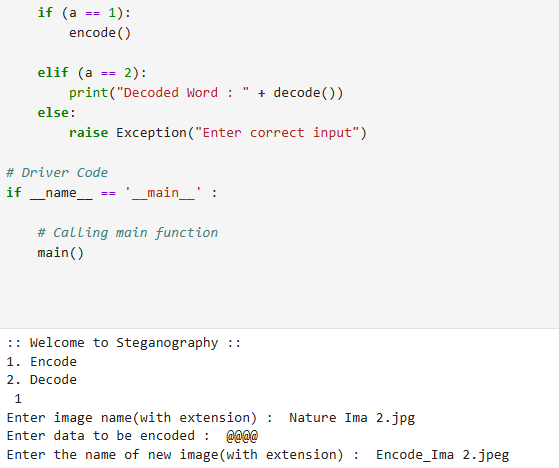 if (a == 1):
encode()
elif (a == 2):
print("Decoded Word : " + decode())
else:
raise Exception("Enter correct input")
# Driver Code
if __name__ == '__main__' :
# Calling main function
main()
:: Welcome to Steganography ::
1. Encode
2. Decode
1
Enter image name(with extension) :  Nature Ima 2.jpg
Enter data to be encoded :  @@@@
Enter the name of new image(with extension) :  Encode_Ima 2.jpeg